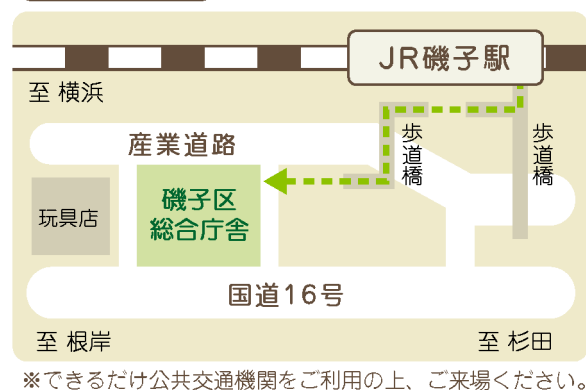 JR磯子駅
至 横浜
歩道橋
歩道橋
産業道路
玩具店
磯子区
総合庁舎
国道16号
至 根岸
至 杉田
※できるだけ公共交通機関をご利用の上、ご来場ください。